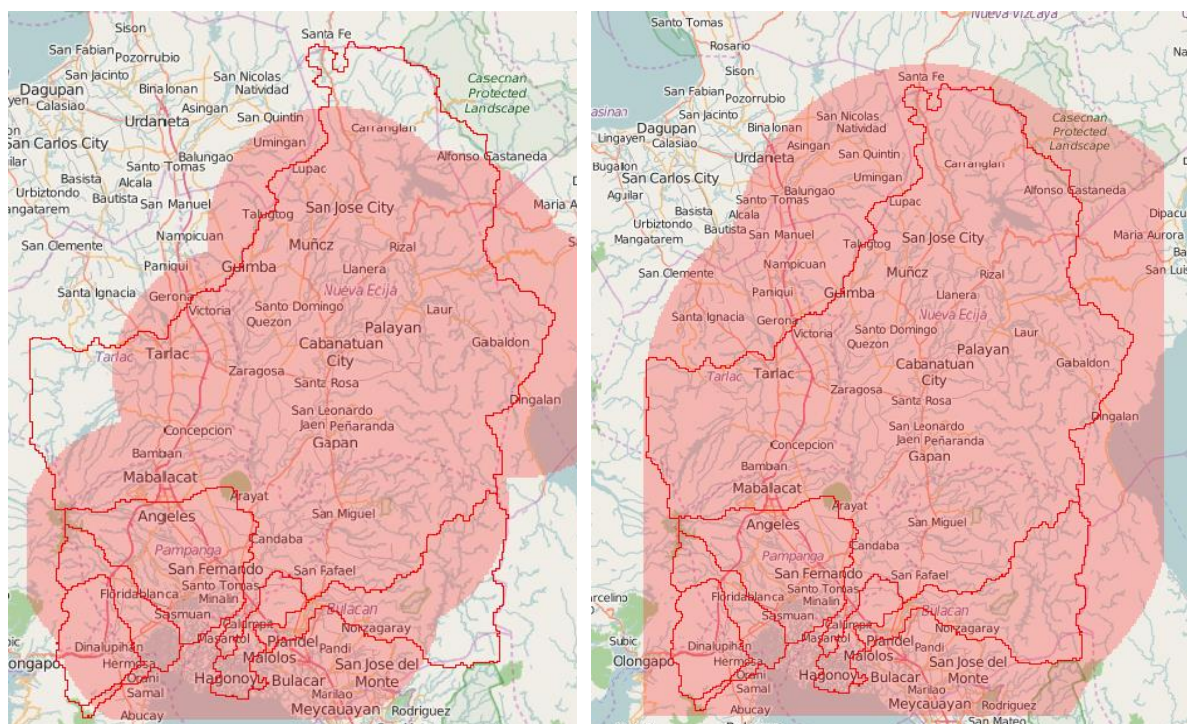 Sison
Santa Fe
San Fabian
Pozorrubio
San Jacinto
San Nicolas
Natividad
Casecnan
Protected
Landscape
Dagupan
Binalonan
Calasiao
Asingan
Urdaneta
San Quintin
San Carlos City
Carranglan
Umingan
Balungao
Santo Tomas
Lupac
Alfonso Castaneda
Basista
Alcala
Urbiztondo
Bautista
San Manuel
Mangatarem
Talugtog
San Jose City
Maria A
Nampicuan
San Clemente
Muñcz
Rizal
Paniqui
Guimba
Llanera
Santa Ignacia
Gerona
Nueva Ecija
Victoria
Santo Domingo
Quezon
Laur
Palayan
Cabanatuan
City
Gabaldon
Tarlac
Tarlac
Zaragosa
Santz Rosa
Dingalan
San Leonardo
Jaen Peñaranda
Concepcion
Gapan
Bamban
Mabalacat
Arayat
Angeles
San Miguel
Candaba
Pampanga
San Fernando
San Rafael
Santo Tomas
Floridablanca
Minalin
Bulacan
Sasmuan
Norzagaray
Masantol
Dinalupihan
Pandi
Malolos
Hermosa
San Jose del
Monte
Orani
Hagonoy
Bulacar
Samal
Marilao
Meycauayan
Abucay
Rodriguez
olongapo
Subic
Santo Tomas
Nueva Vizcaya
Rosario
Sison
Santa Fe
San Fabian
Pozorrubio
asinan
San Nicolas
Natividad
Casecnan
Protected
Landscape
Lingayen
Dagupan
Binalonan
Calasiao
Asingan
Bugallon
Urdaneta
San Quintin
San Carlos City
Carranglan
Umingan
Aguilar
Balungao
Alfonso Castaneda
Santo Tomas
Lupac
Basista
Alcala
Urbiztondo
Bautista
San Manuel
Dipacu
Mangatarem
Talugtog
San Jose City
Maria Aurora
Nampicuan
San Clemente
Muñcz
Rizal
San Luis
Paniqui
Guimba
Llanera
Santa Ignacia
Gerona
Nueva Ecija
Victoria
Santo Domingo
Quezon
Laur
Palayan
Cabanatuan
City
Gabaldon
Tarlac
Tarlac
Zaragosa
Santa Rosa
Dingalan
San Leonardo
Jaen Peñaranda
Concepcion
Gapan
Bamban
Mabalacat
Arayat
Angeles
San Miguel
Candaba
Pampanga
San Fernando
San Rafael
Santo Tomas
Minalin
Floridablanca
Bulacan
Sasmuan
Norzagaray
Masantol
Dinalupihan
Pandi
Malolos
Subic
Hermosa
San Jose del
Monte
Olongapo
Orani
Hagonoy
Bulacar
Samal
Marilao
Meycauayan
Abucay
San Mateo
Rodriguez